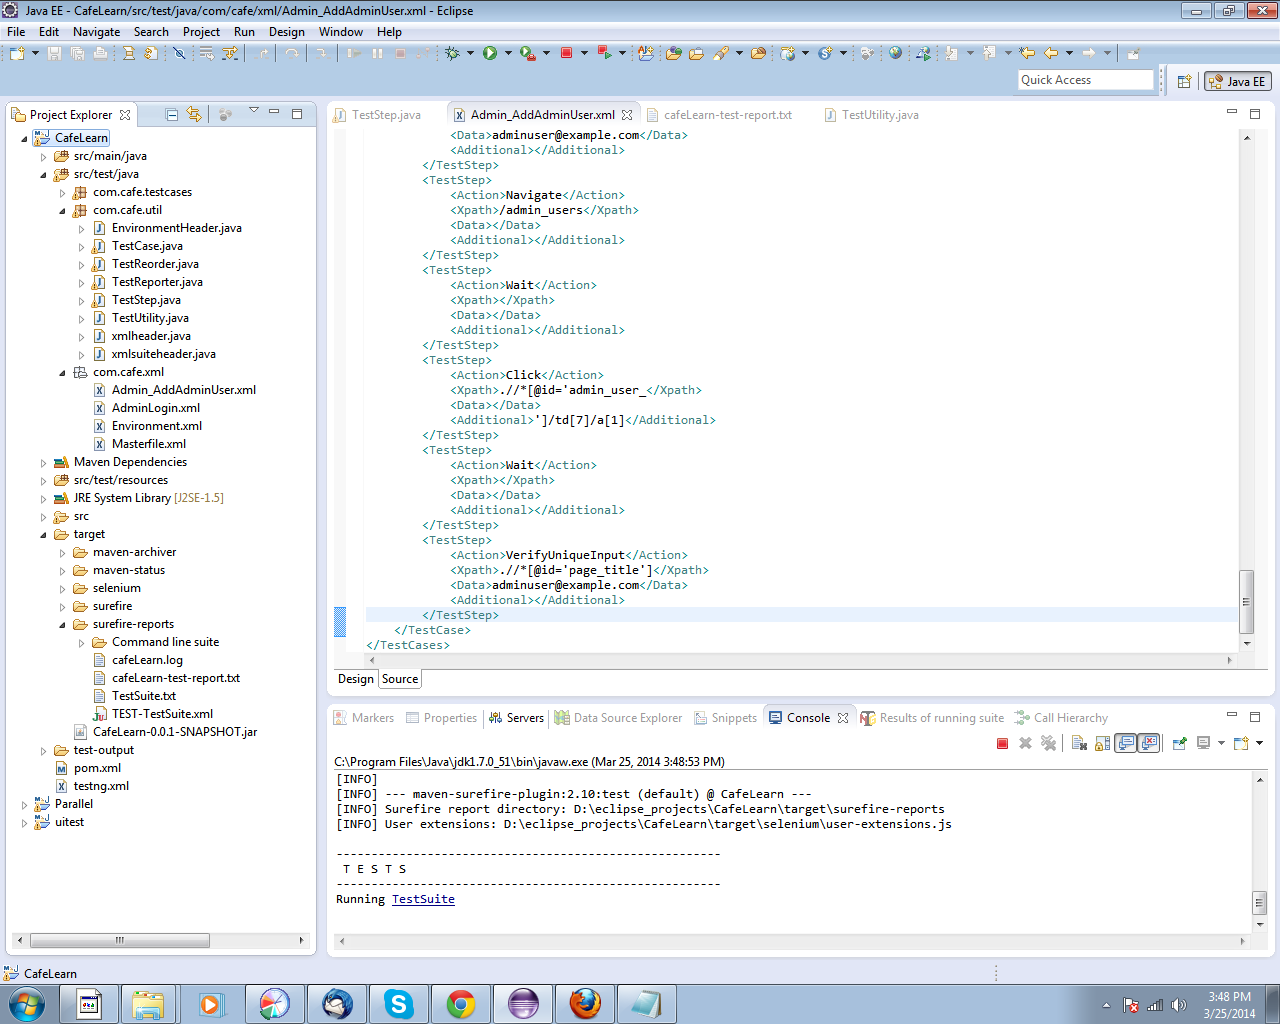 Java EE - CafeLearn/src/test/java/com/cafe/xml/Admin_AddAdminUser.xml - Eclipse
File Edit Navigate Search Project Run Design Window Help
Quick Access
Java EE
Project Explorer
CafeLearn
src/main/java
src/test/java
com.cafe.testcases
com.cafe.util
EnvironmentHeader.java
TestCase.java
TestReorder.java
TestReporter.java
TestStep.java
TestUtility.java
xmlheader.java
xmlsuiteheader.java
com.cafe.xml
Admin_AddAdminUser.xml
AdminLogin.xml
Environment.xml
Masterfile.xml
Maven Dependencies
src/test/resources
JRE System Library [J2SE-1.5]
src
target
maven-archiver
maven-status
selenium
surefire
surefire-reports
Command line suite
cafeLearn.log
cafeLearn-test-report.txt
TestSuite.txt
TEST-TestSuite.xml
CafeLearn-0.0.1-SNAPSHOT.jar
test-output
pom.xml
testng.xml
Parallel
uitest
TestStep.java Admin_AddAdminUser.xml cafeLearn-test-report.txt TestUtility.java
<Data>adminuser@example.com</Data>
<Additional></Additional>
</TestStep>
<TestStep>
<Action>Navigate</Action>
<Xpath>/admin_users</Xpath>
<Data></Data>
<Additional></Additional>
</TestStep>
<TestStep>
<Action>Wait</Action>
<Xpath></Xpath>
<Data></Data>
<Additional></Additional>
</TestStep>
<TestStep>
<Action>Click</Action>
<Xpath>.//*[@id='admin_user_</Xpath>
<Data></Data>
<Additional>']/td[7]/a[1]</Additional>
</TestStep>
<TestStep>
<Action>Wait</Action>
<Xpath></Xpath>
<Data></Data>
<Additional></Additional>
</TestStep>
<TestStep>
<Action>VerifyUniqueInput</Action>
<Xpath>.//*[@id='page_title']</Xpath>
<Data>adminuser@example.com</Data>
<Additional></Additional>
</TestStep>
</TestCase>
</TestCases>
Design Source
Markers Properties Servers Data Source Explorer Snippets Console Results of running suite Call Hierarchy
C:\Program Files\Java\jdk1.7.0_51\bin\javaw.exe (Mar 25, 2014 3:48:53 PM)
[INFO]
[INFO] --- maven-surefire-plugin:2.10:test (default) @ CafeLearn ---
[INFO] Surefire report directory: D:\eclipse_projects\CafeLearn\target\surefire-reports
[INFO] User extensions: D:\eclipse_projects\CafeLearn\target\selenium\user-extensions.js
-------------------------------------------------------
T E S T S
-------------------------------------------------------
Running TestSuite
CafeLearn
3:48 PM
3/25/2014